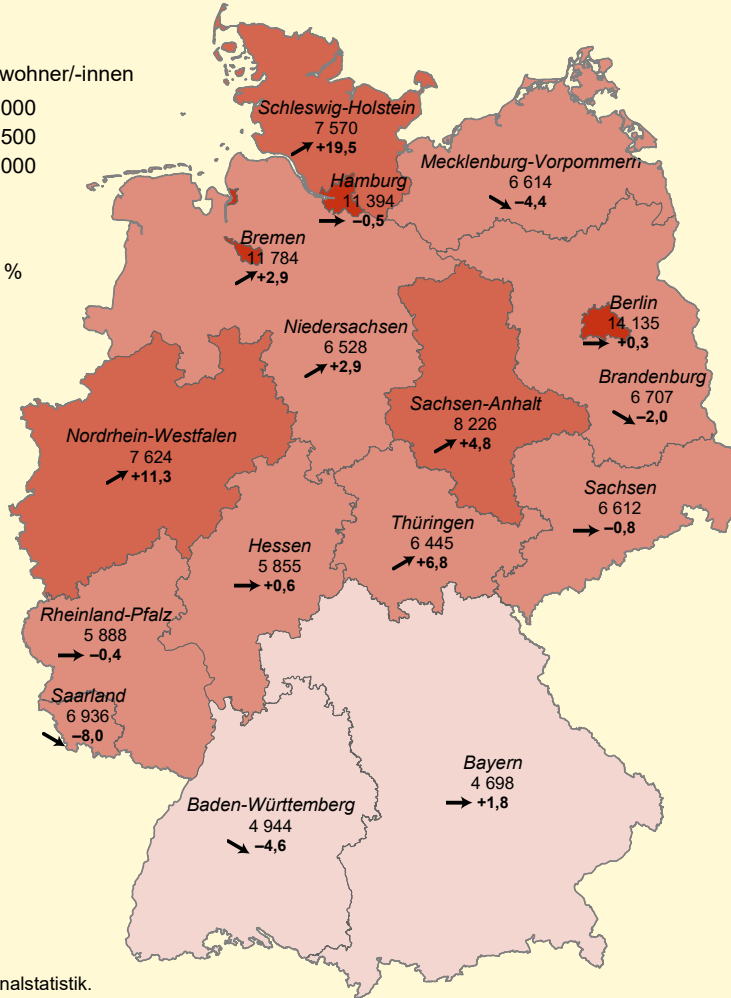 wohner/-innen
000
500
000
%
Schleswig-Holstein
7 570
+19,5
Mecklenburg-Vorpommern
6 614
–4,4
Hamburg
11 394
–0,5
Bremen
11 784
+2,9
Berlin
14 135
+0,3
Niedersachsen
6 528
+2,9
Brandenburg
6 707
–2,0
Sachsen-Anhalt
8 226
+4,8
Nordrhein-Westfalen
7 624
+11,3
Sachsen
6 612
–0,8
Thüringen
6 445
+6,8
Hessen
5 855
+0,6
Rheinland-Pfalz
5 888
–0,4
Saarland
6 936
–8,0
Bayern
4 698
+1,8
Baden-Württemberg
4 944
–4,6
nalstatistik.